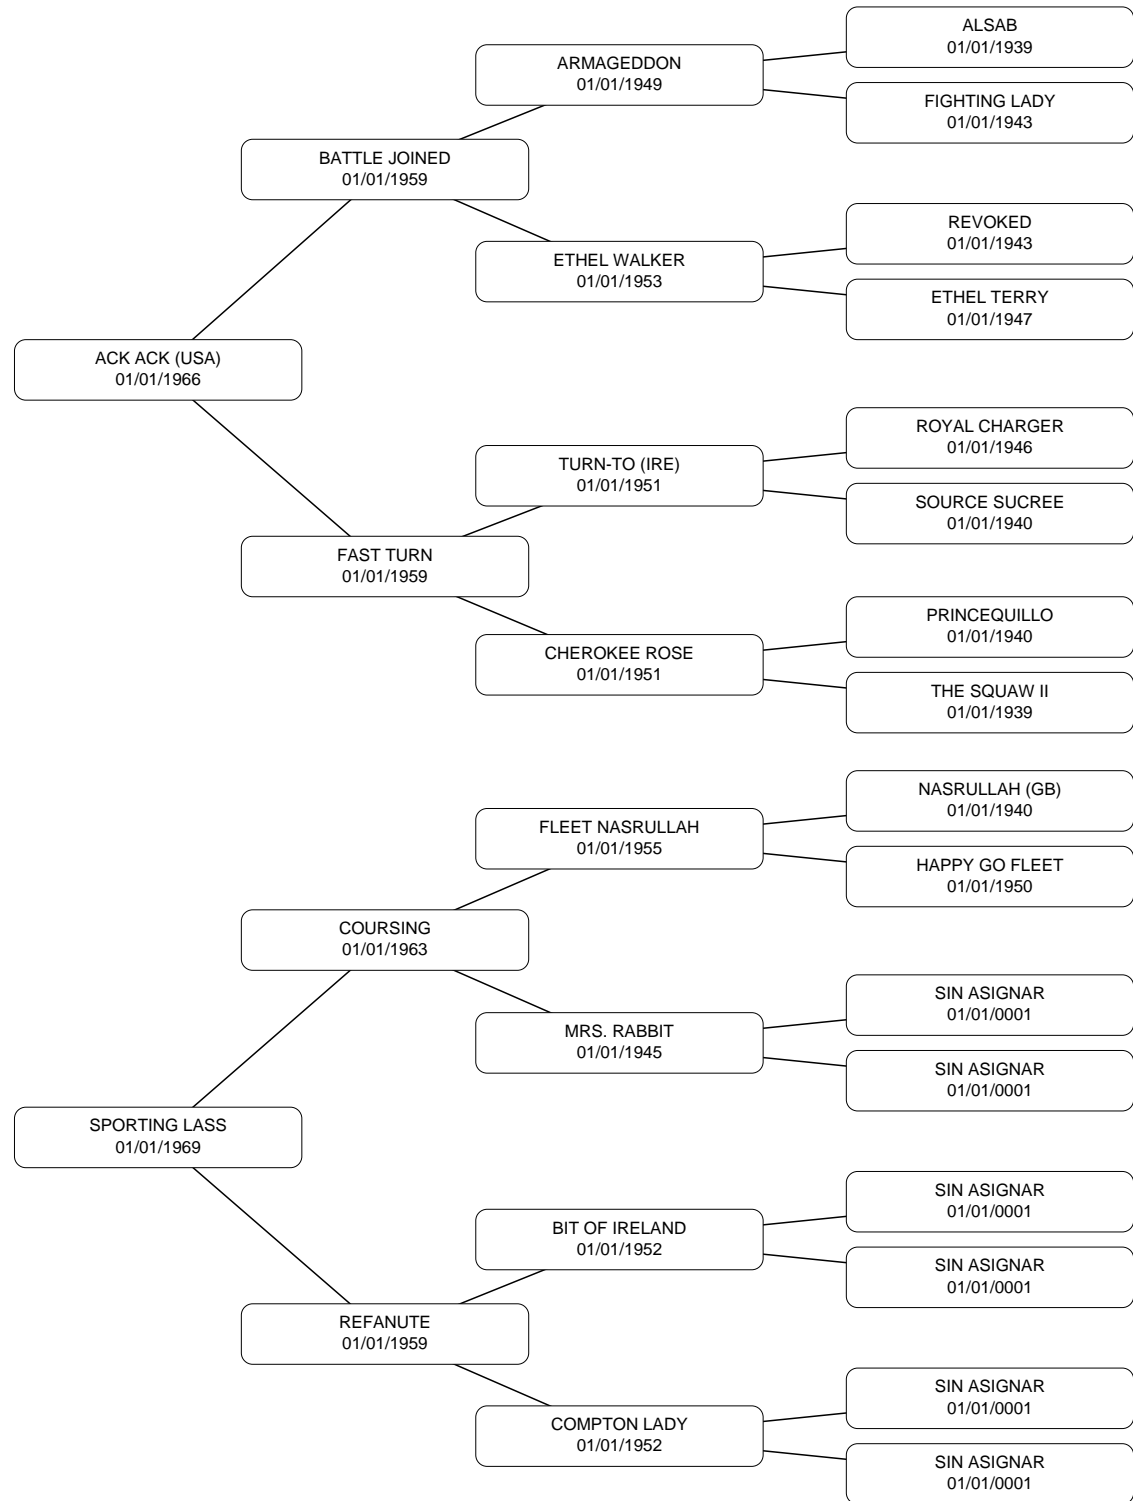 ALSAB
01/01/1939
ARMAGEDDON
01/01/1949
FIGHTING LADY
01/01/1943
BATTLE JOINED
01/01/1959
REVOKED
01/01/1943
ETHEL WALKER
01/01/1953
ETHEL TERRY
01/01/1947
ACK ACK (USA)
01/01/1966
ROYAL CHARGER
01/01/1946
TURN-TO (IRE)
01/01/1951
SOURCE SUCREE
01/01/1940
FAST TURN
01/01/1959
PRINCEQUILLO
01/01/1940
CHEROKEE ROSE
01/01/1951
THE SQUAW II
01/01/1939
NASRULLAH (GB)
01/01/1940
FLEET NASRULLAH
01/01/1955
HAPPY GO FLEET
01/01/1950
COURSING
01/01/1963
SIN ASIGNAR
01/01/0001
MRS. RABBIT
01/01/1945
SIN ASIGNAR
01/01/0001
SPORTING LASS
01/01/1969
SIN ASIGNAR
01/01/0001
BIT OF IRELAND
01/01/1952
SIN ASIGNAR
01/01/0001
REFANUTE
01/01/1959
SIN ASIGNAR
01/01/0001
COMPTON LADY
01/01/1952
SIN ASIGNAR
01/01/0001